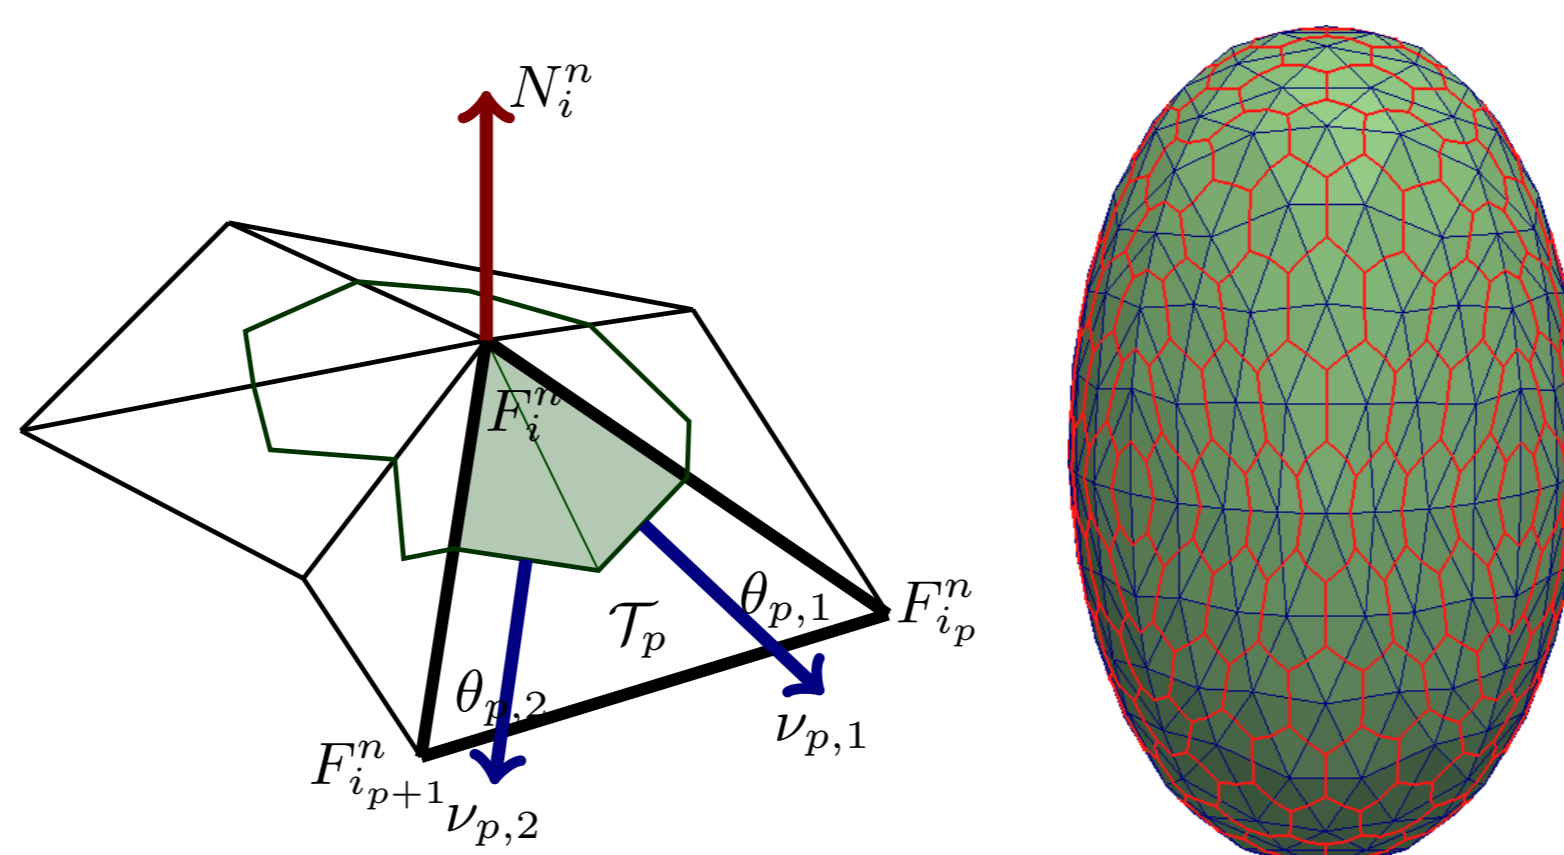 N_i^n
F_i^n
θ_{p,1}
F_{i_p}^n
𝒯_p
θ_{p,2}
ν_{p,1}
F_{i_{p+1}}^n
ν_{p,2}